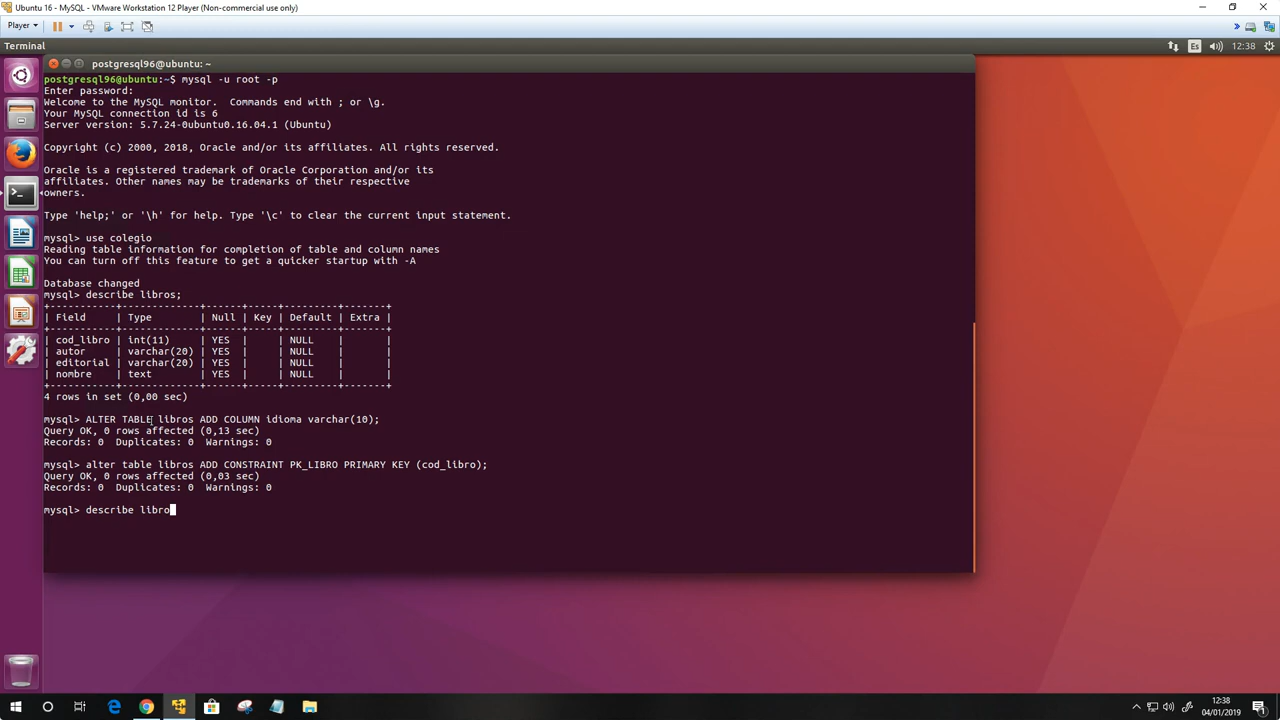 Ubuntu 16 - MySQL - VMware Workstation 12 Player (Non-commercial use only)
Player
Terminal
Es
12:38
postgresql96@ubuntu: ~
postgresql96@ubuntu:~$ mysql -u root -p
Enter password:
Welcome to the MySQL monitor.  Commands end with ; or \g.
Your MySQL connection id is 6
Server version: 5.7.24-0ubuntu0.16.04.1 (Ubuntu)
Copyright (c) 2000, 2018, Oracle and/or its affiliates. All rights reserved.
Oracle is a registered trademark of Oracle Corporation and/or its
affiliates. Other names may be trademarks of their respective
owners.
Type 'help;' or '\h' for help. Type '\c' to clear the current input statement.
mysql> use colegio
Reading table information for completion of table and column names
You can turn off this feature to get a quicker startup with -A
Database changed
mysql> describe libros;
+-----------+-------------+------+-----+---------+-------+
| Field     | Type        | Null | Key | Default | Extra |
+-----------+-------------+------+-----+---------+-------+
| cod_libro | int(11)     | YES  |     | NULL    |       |
| autor     | varchar(20) | YES  |     | NULL    |       |
| editorial | varchar(20) | YES  |     | NULL    |       |
| nombre    | text        | YES  |     | NULL    |       |
+-----------+-------------+------+-----+---------+-------+
4 rows in set (0,00 sec)
mysql> ALTER TABLE libros ADD COLUMN idioma varchar(10);
Query OK, 0 rows affected (0,13 sec)
Records: 0  Duplicates: 0  Warnings: 0
mysql> alter table libros ADD CONSTRAINT PK_LIBRO PRIMARY KEY (cod_libro);
Query OK, 0 rows affected (0,03 sec)
Records: 0  Duplicates: 0  Warnings: 0
mysql> describe libro
12:38
04/01/2019